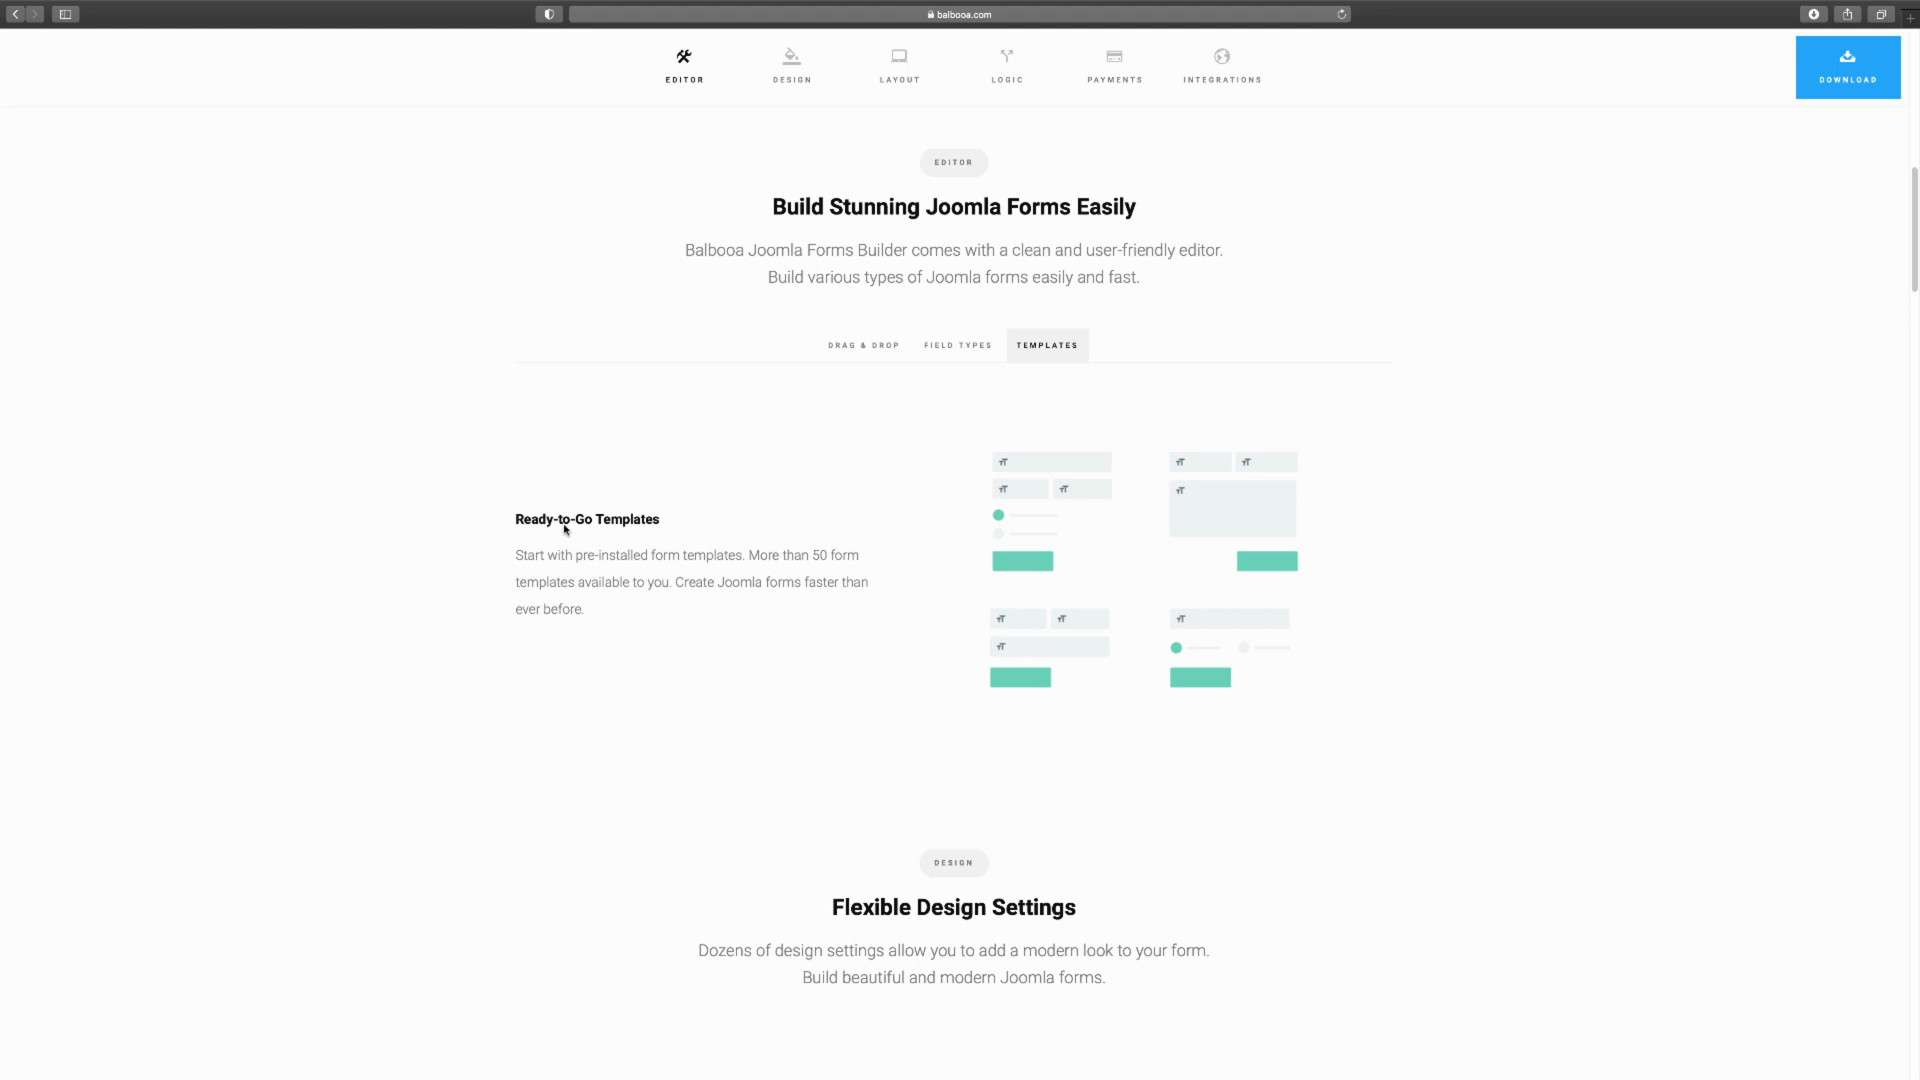 balbooa.com
EDITOR
DESIGN
LAYOUT
LOGIC
PAYMENTS
INTEGRATIONS
DOWNLOAD
EDITOR
Build Stunning Joomla Forms Easily
Balbooa Joomla Forms Builder comes with a clean and user-friendly editor.
Build various types of Joomla forms easily and fast.
DRAG & DROP
FIELD TYPES
TEMPLATES
Ready-to-Go Templates
Start with pre-installed form templates. More than 50 form
templates available to you. Create Joomla forms faster than
ever before.
DESIGN
Flexible Design Settings
Dozens of design settings allow you to add a modern look to your form.
Build beautiful and modern Joomla forms.